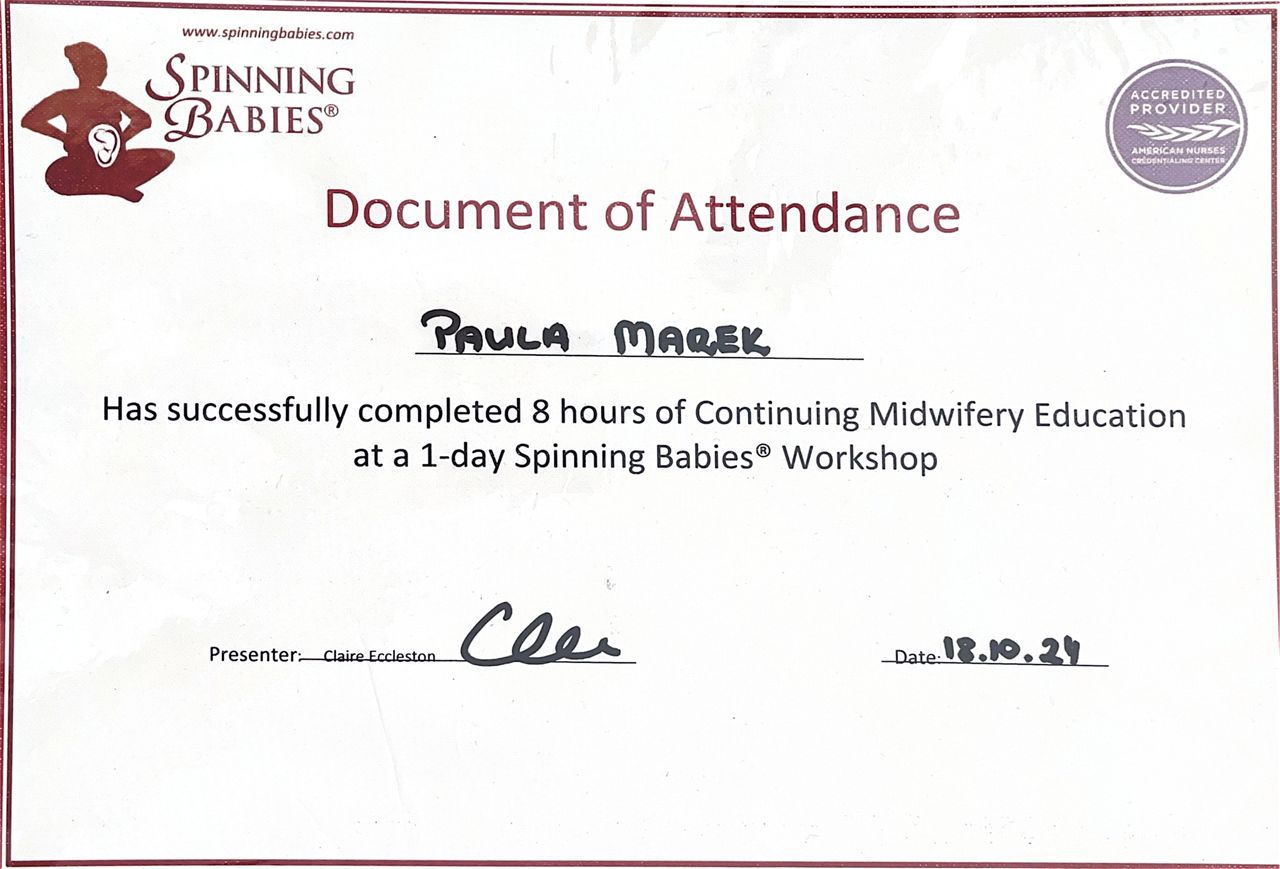 www.spinningbabies.com
SPINNING
BABIES®
ACCREDITED
PROVIDER
AMERICAN NURSES
CREDENTIALING CENTER
Document of Attendance
PAULA MAREK
Has successfully completed 8 hours of Continuing Midwifery Education
at a 1-day Spinning Babies® Workshop
Presenter: Claire Eccleston
Date: 18.10.24